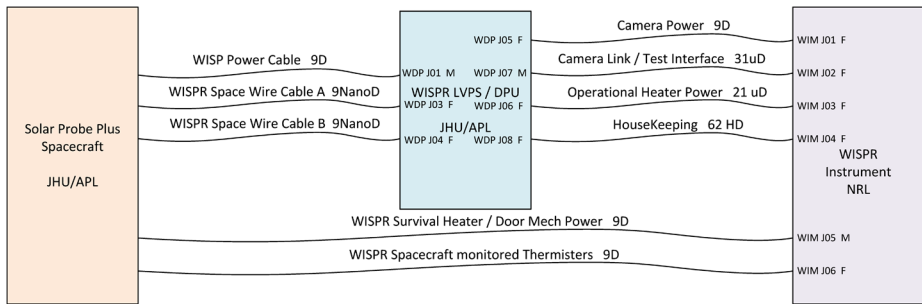 Solar Probe Plus
Spacecraft
JHU/APL
WISP Power Cable 9D
WISPR Space Wire Cable A 9NanoD
WISPR Space Wire Cable B 9NanoD
WDP J05 F
WDP J01 M WDP J07 M
WISPR LVPS / DPU
WDP J03 F WDP J06 F
JHU/APL
WDP J04 F WDP J08 F
Camera Power 9D
Camera Link / Test Interface 31uD
Operational Heater Power 21 uD
HouseKeeping 62 HD
WISPR Survival Heater / Door Mech Power 9D
WISPR Spacecraft monitored Thermisters 9D
WIM J01 F
WIM J02 F
WIM J03 F
WIM J04 F
WISPR
Instrument
NRL
WIM J05 M
WIM J06 F